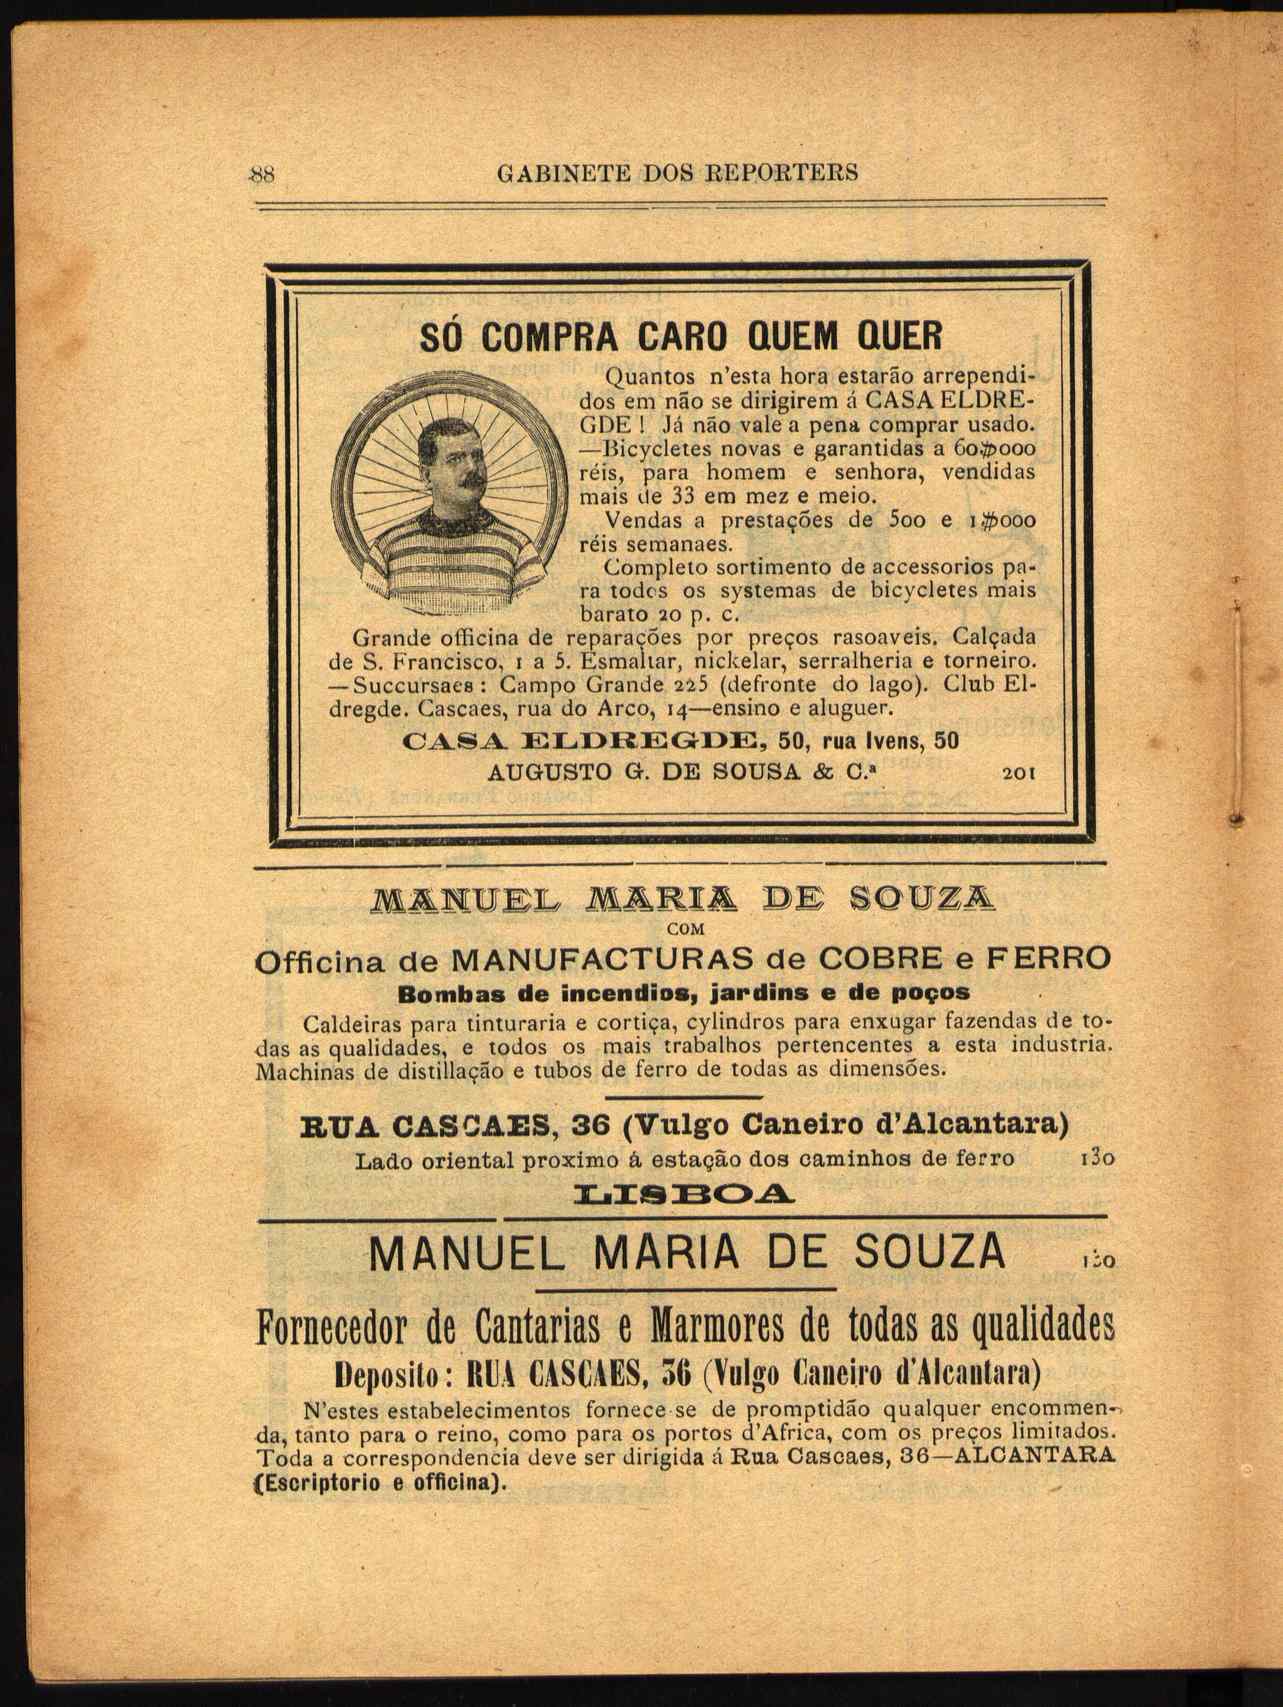 88 GABINETE DOS REPORTERS
SÓ COMPRA CARO QUEM QUER
Quantos n'esta hora estarão arrependi-
dos em não se dirigirem á CASA ELDRE-
GDE ! Já não vale a pena comprar usado.
—Bicycletes novas e garantidas a 60$000
réis, para homem e senhora, vendidas
mais de 33 em mez e meio.
Vendas a prestações de 500 e 1$000
réis semanaes.
Completo sortimento de accessorios pa-
ra todos os systemas de bicycletes mais
barato 20 p. c.
Grande officina de reparações por preços rasoaveis. Calçada
de S. Francisco, 1 a 5. Esmaltar, nickelar, serralheria e torneiro.
—Succursaes : Campo Grande 225 (defronte do lago). Club El-
dregde. Cascaes, rua do Arco, 14—ensino e aluguer.
CASA ELDREGDE, 50, rua Ivens, 50
AUGUSTO G. DE SOUSA & C.ª 201
MANUEL MARIA DE SOUZA
COM
Officina de MANUFACTURAS de COBRE e FERRO
Bombas de incendios, jardins e de poços
Caldeiras para tinturaria e cortiça, cylindros para enxugar fazendas de to-
das as qualidades, e todos os mais trabalhos pertencentes a esta industria.
Machinas de distillação e tubos de ferro de todas as dimensões.
RUA CASCAES, 36 (Vulgo Caneiro d'Alcantara)
Lado oriental proximo á estação dos caminhos de ferro 130
LISBOA
MANUEL MARIA DE SOUZA
Fornecedor de Cantarias e Marmores de todas as qualidades
Deposito : RUA CASCAES, 36 (Vulgo Caneiro d'Alcantara)
N'estes estabelecimentos fornece-se de promptidão qualquer encommen-
da, tanto para o reino, como para os portos d'Africa, com os preços limitados.
Toda a correspondencia deve ser dirigida á Rua Cascaes, 36—ALCANTARA
(Escriptorio e officina).